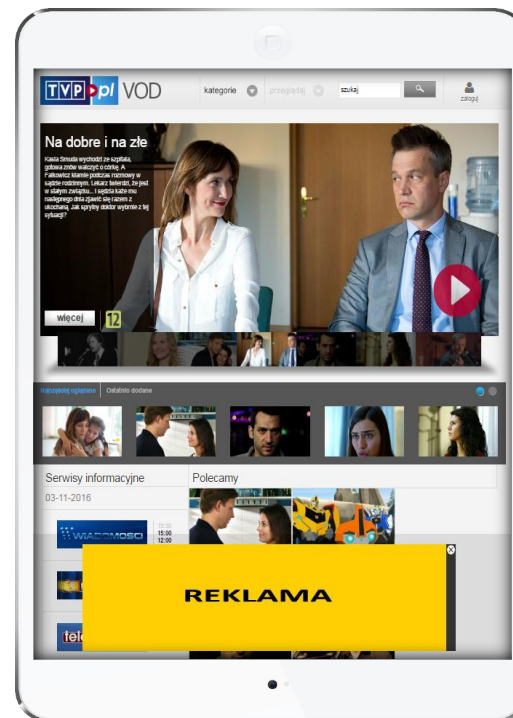 TVP pl VOD
kategorie
przeglądaj
szukaj
zaloguj
Na dobre i na złe
Kasia Smuda wychodzi ze szpitala,
gotowa znów walczyć o córkę. A
Falkowicz kłamie podczas rozmowy w
sądzie rodzinnym. Lekarz twierdzi, że jest
w stałym związku... I sędzia każe mu
następnego dnia zjawić się razem z
ukochaną. Jak sprytny doktor wybrnie z tej
sytuacji?
więcej
12
Najczęściej oglądane
Ostatnio dodane
Serwisy informacyjne
Polecamy
03-11-2016
WIADOMOŚCI
15:00
12:00
REKLAMA
tele